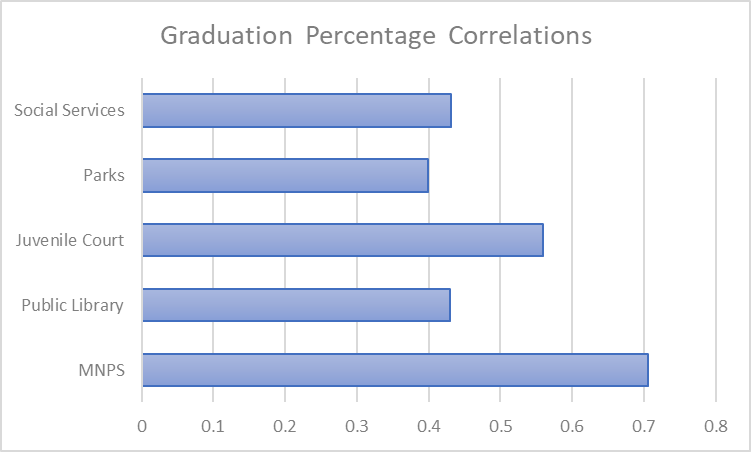 Graduation Percentage Correlations
Social Services
Parks
Juvenile Court
Public Library
MNPS
0 0.1 0.2 0.3 0.4 0.5 0.6 0.7 0.8